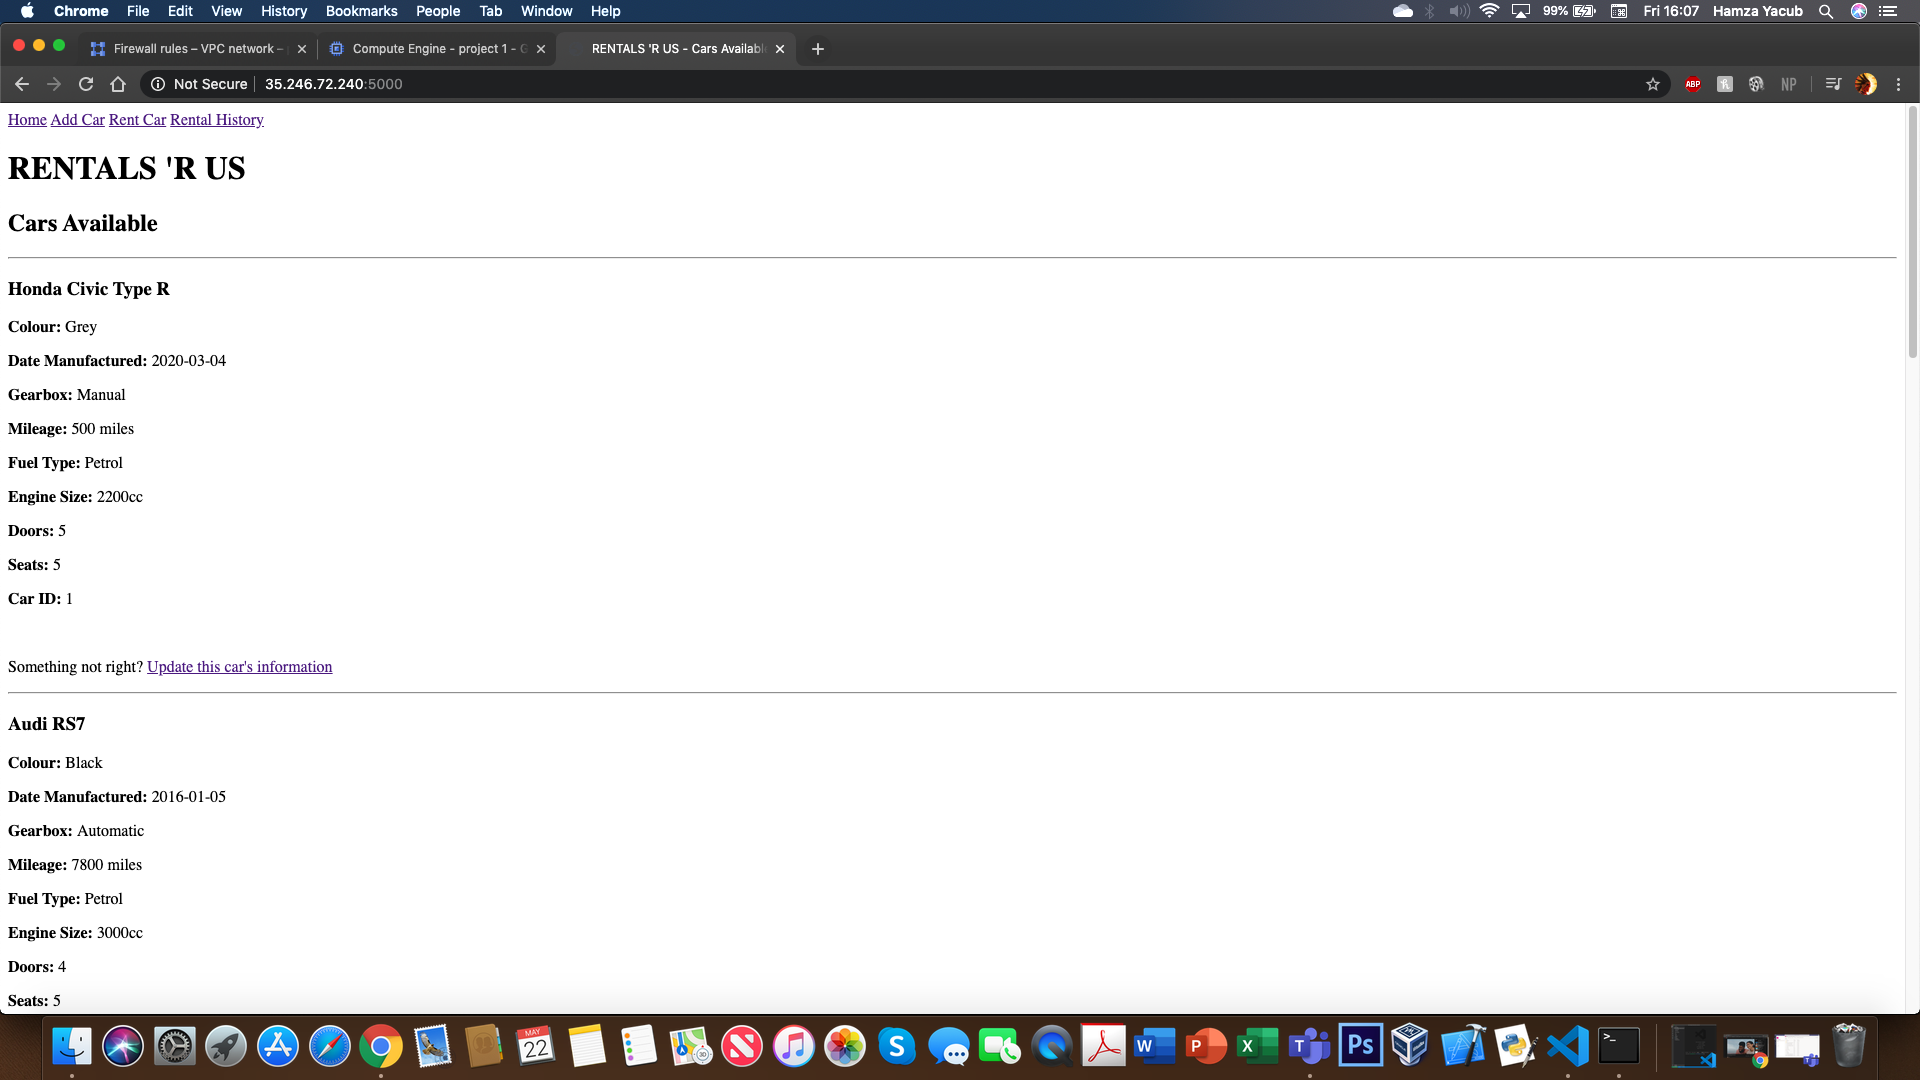 Chrome File Edit View History Bookmarks People Tab Window Help 99% Fri 16:07 Hamza Yacub
Firewall rules – VPC network – Compute Engine - project 1 - G RENTALS 'R US - Cars Available
Not Secure 35.246.72.240:5000 ABP NP
Home Add Car Rent Car Rental History
RENTALS 'R US
Cars Available
Honda Civic Type R
Colour: Grey
Date Manufactured: 2020-03-04
Gearbox: Manual
Mileage: 500 miles
Fuel Type: Petrol
Engine Size: 2200cc
Doors: 5
Seats: 5
Car ID: 1
Something not right? Update this car's information
Audi RS7
Colour: Black
Date Manufactured: 2016-01-05
Gearbox: Automatic
Mileage: 7800 miles
Fuel Type: Petrol
Engine Size: 3000cc
Doors: 4
Seats: 5
MAY
22
3D
S W P X T Ps
>_